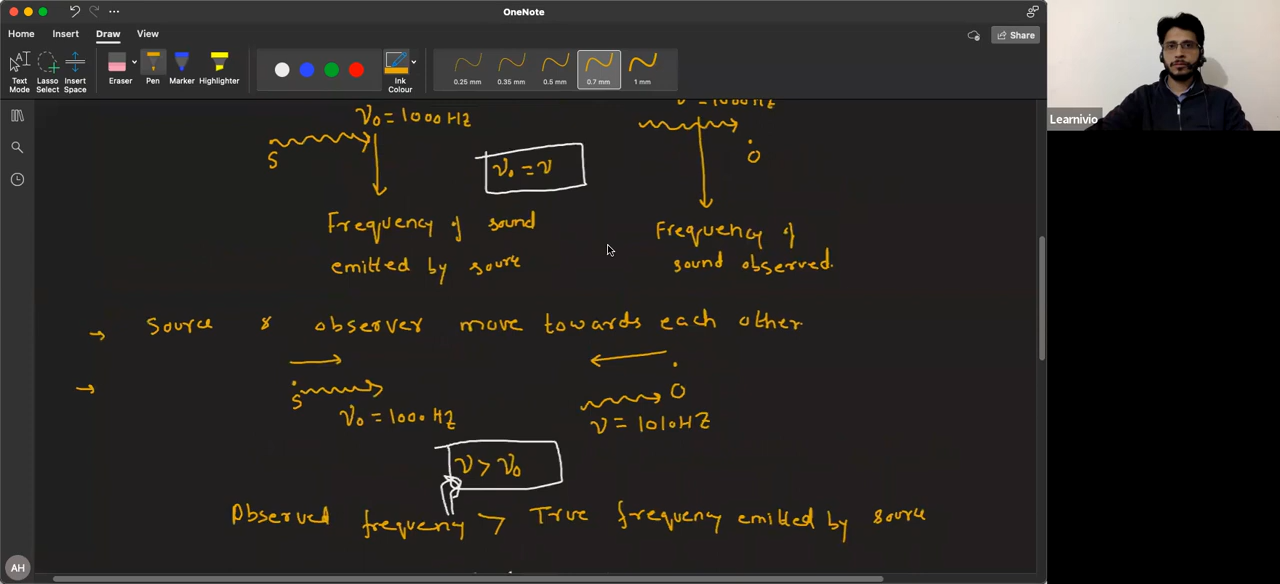 OneNote
Home Insert Draw View
Share
Text Mode
Lasso Select
Insert Space
Eraser
Pen
Marker
Highlighter
Ink Colour
0.25 mm
0.35 mm
0.5 mm
0.7 mm
1 mm
Learnivio
ν₀ = 1000 HZ
ν = 1000 HZ
S
O
ν₀ = ν
Frequency of sound
emitted by sourse
Frequency of
sound observed.
→ Source & observer move towards each other
→
S
O
ν₀ = 1000 HZ
ν = 1010 HZ
ν > ν₀
Observed frequency > True frequency emitted by source
AH